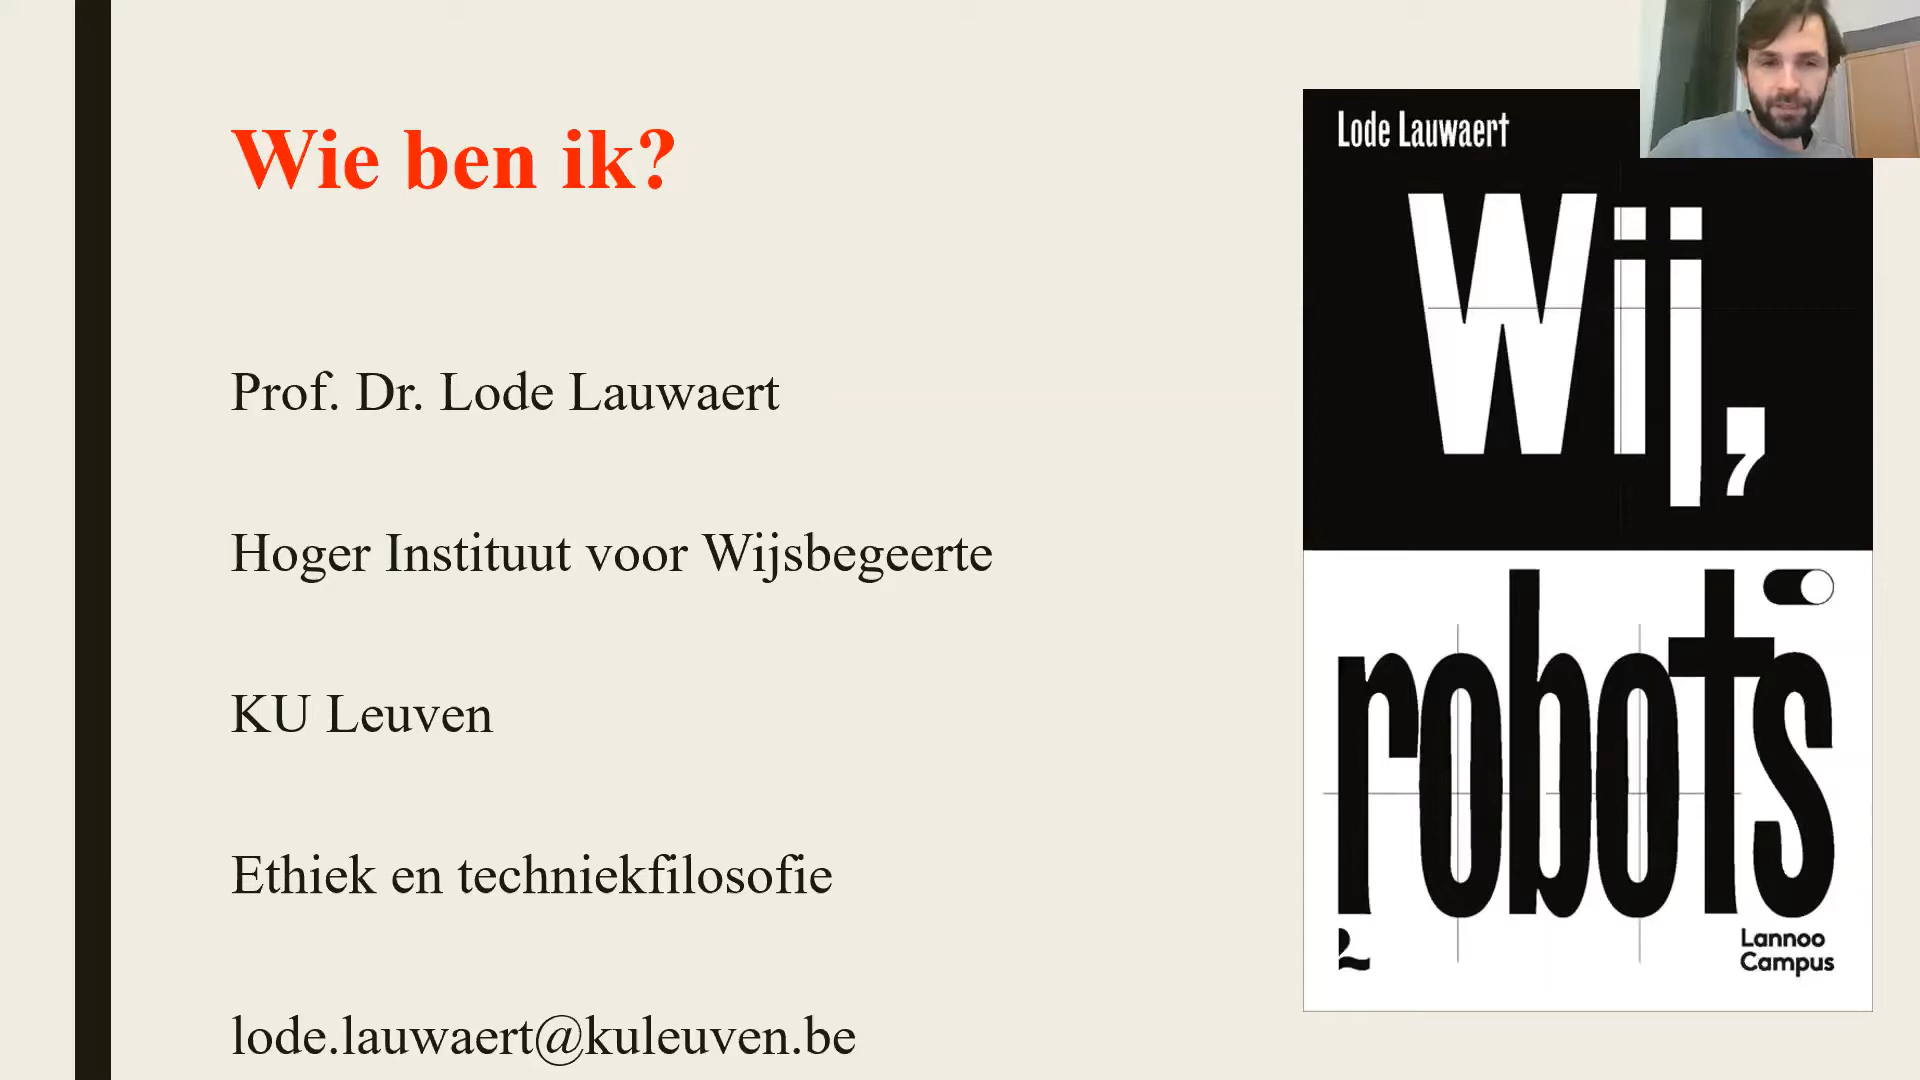 Wie ben ik?
Prof. Dr. Lode Lauwaert
Hoger Instituut voor Wijsbegeerte
KU Leuven
Ethiek en techniekfilosofie
lode.lauwaert@kuleuven.be
Lode Lauwaert
Wij,
robots
Lannoo
Campus